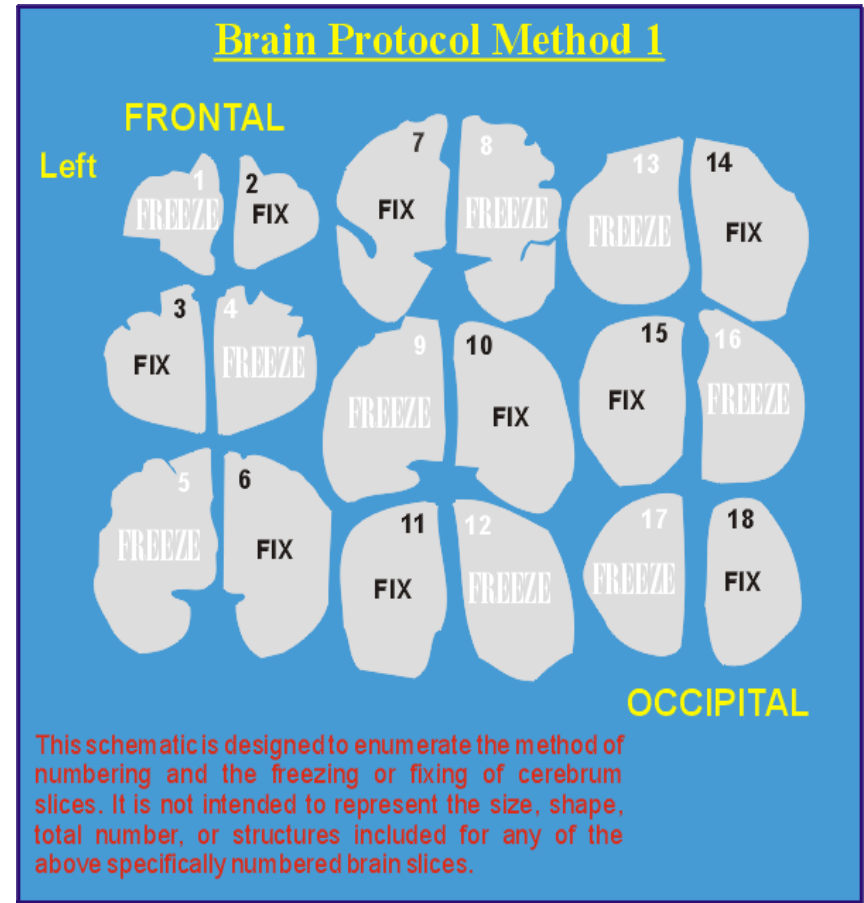 Brain Protocol Method 1
FRONTAL
Left
1
FREEZE
2
FIX
3
FIX
4
FREEZE
5
FREEZE
6
FIX
7
FIX
8
FREEZE
9
FREEZE
10
FIX
11
FIX
12
FREEZE
13
FREEZE
14
FIX
15
FIX
16
FREEZE
17
FREEZE
18
FIX
OCCIPITAL
This schematic is designed to enumerate the method of
numbering and the freezing or fixing of cerebrum
slices. It is not intended to represent the size, shape,
total number, or structures included for any of the
above specifically numbered brain slices.